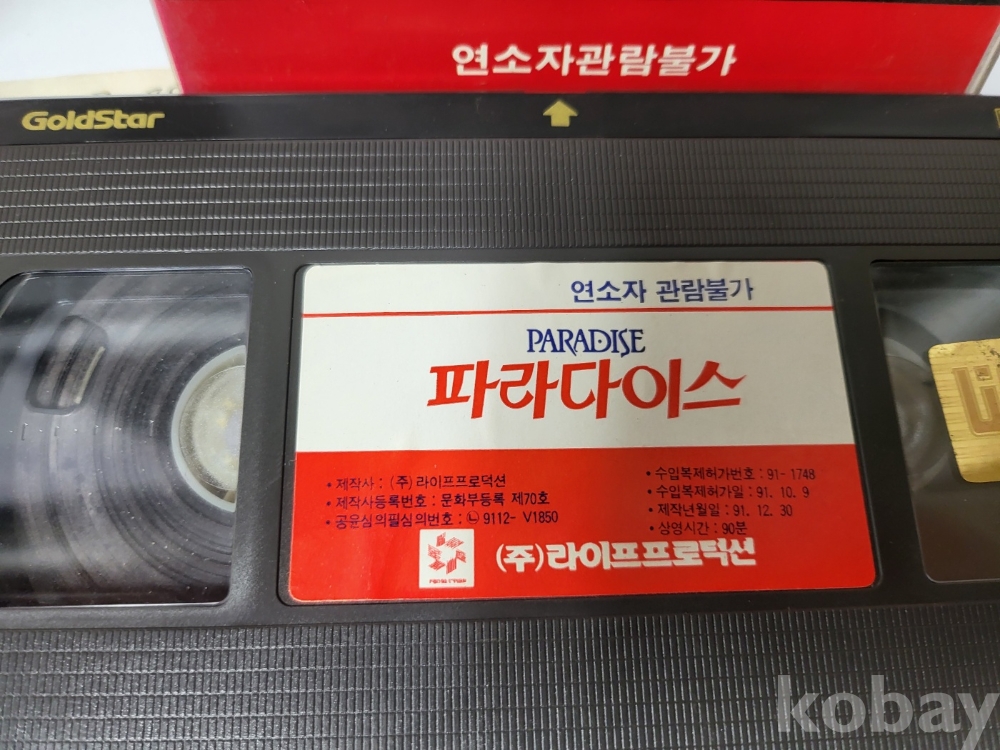 연소자관람불가
GoldStar
연소자 관람불가
PARADISE
파라다이스
• 제작사 : (주) 라이프프로덕션
• 제작사등록번호 : 문화부등록 제70호
• 공윤심의필심의번호 : ㉡ 9112- V1850
• 수입복제허가번호 : 91- 1748
• 수입복제허가일 : 91. 10. 9
• 제작년월일 : 91. 12. 30
• 상영시간 : 90분
(주)라이프프로덕션
kobay